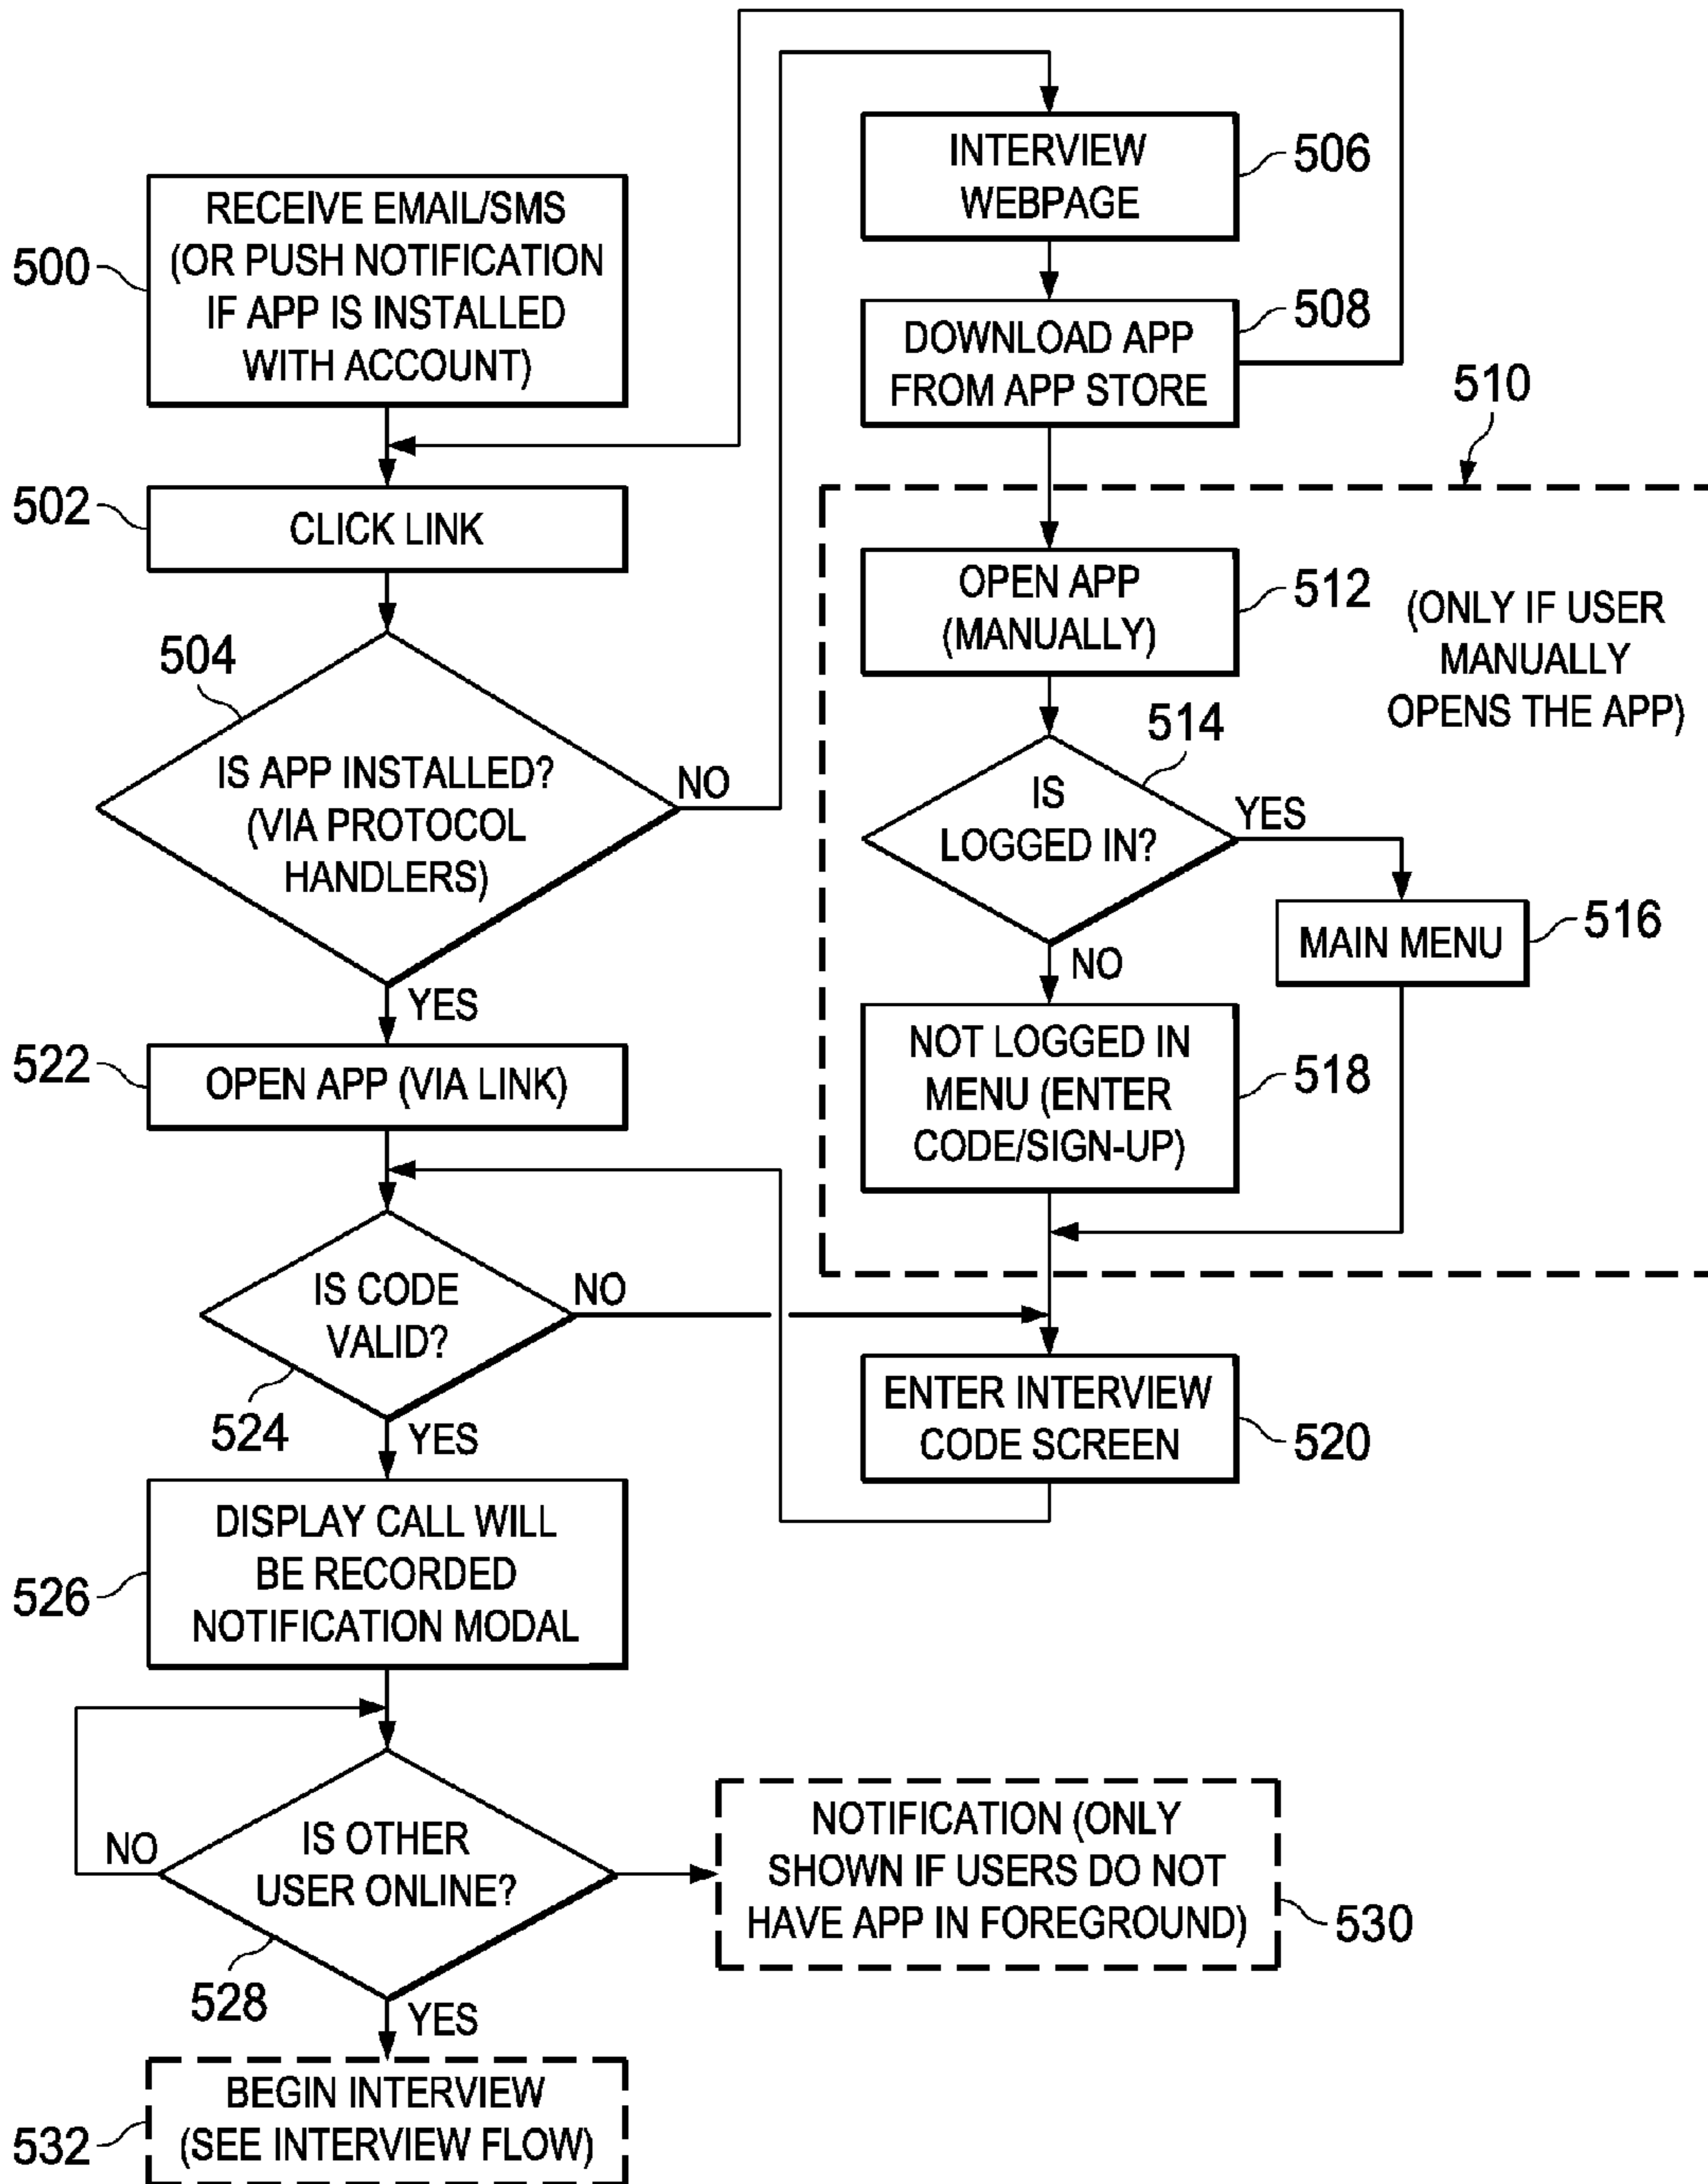 500
RECEIVE EMAIL/SMS
(OR PUSH NOTIFICATION
IF APP IS INSTALLED
WITH ACCOUNT)
502
CLICK LINK
504
IS APP INSTALLED?
(VIA PROTOCOL
HANDLERS)
NO
YES
INTERVIEW
WEBPAGE
506
DOWNLOAD APP
FROM APP STORE
508
510
OPEN APP
(MANUALLY)
512
(ONLY IF USER
MANUALLY
OPENS THE APP)
514
IS
LOGGED IN?
YES
NO
MAIN MENU
516
NOT LOGGED IN
MENU (ENTER
CODE/SIGN-UP)
518
522
OPEN APP (VIA LINK)
IS CODE
VALID?
NO
524
YES
ENTER INTERVIEW
CODE SCREEN
520
526
DISPLAY CALL WILL
BE RECORDED
NOTIFICATION MODAL
NO
IS OTHER
USER ONLINE?
528
YES
NOTIFICATION (ONLY
SHOWN IF USERS DO NOT
HAVE APP IN FOREGROUND)
530
532
BEGIN INTERVIEW
(SEE INTERVIEW FLOW)